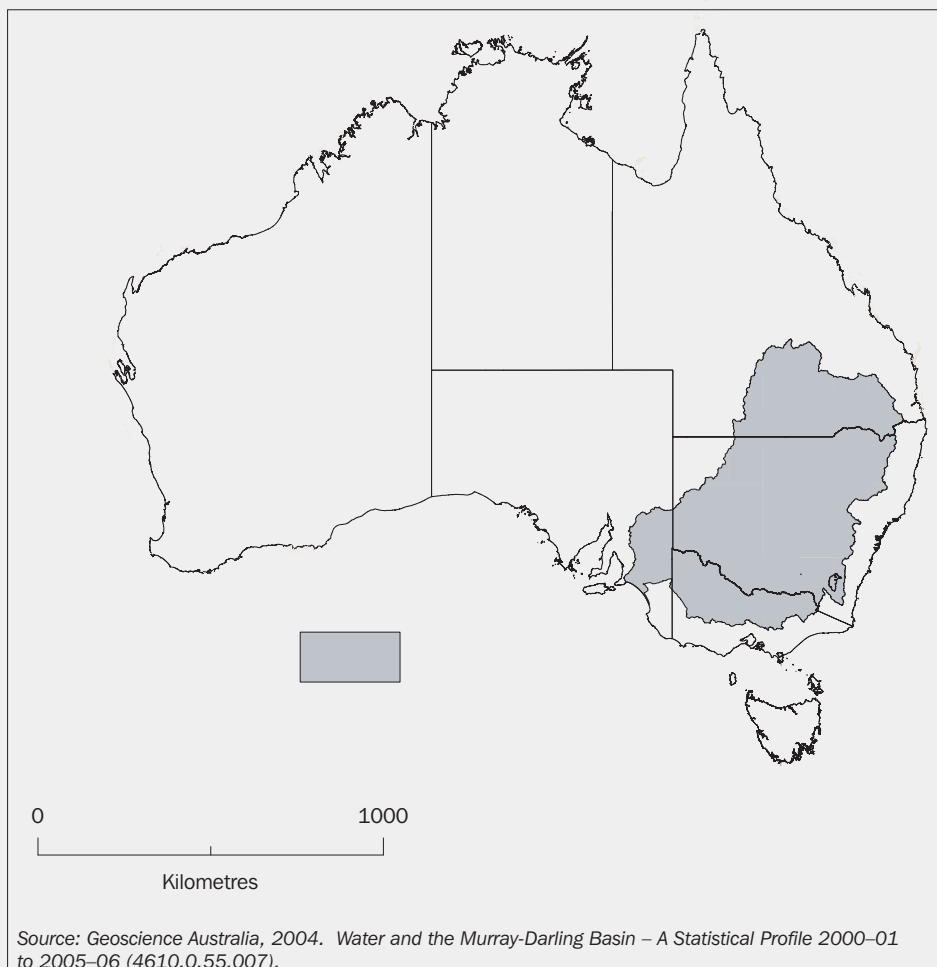 0 1000
Kilometres
Source: Geoscience Australia, 2004. Water and the Murray-Darling Basin – A Statistical Profile 2000–01
to 2005–06 (4610.0.55.007).